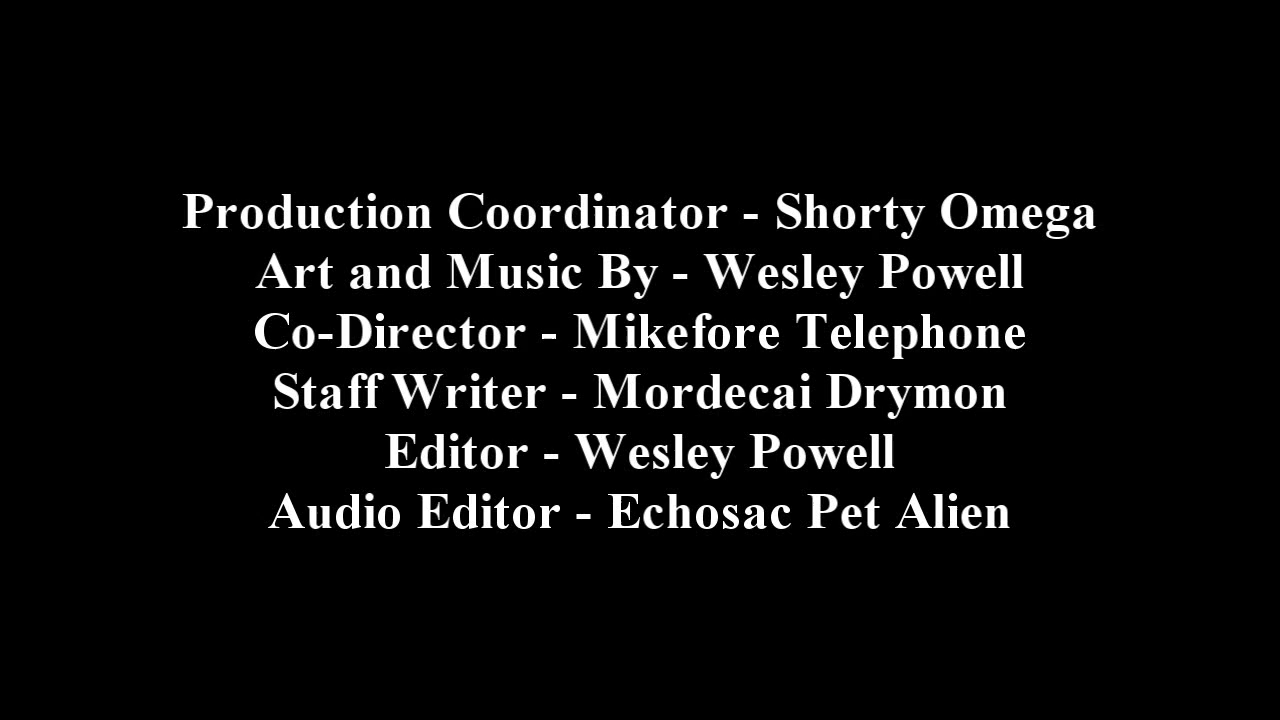 Production Coordinator - Shorty Omega
Art and Music By - Wesley Powell
Co-Director - Mikefore Telephone
Staff Writer - Mordecai Drymon
Editor - Wesley Powell
Audio Editor - Echosac Pet Alien